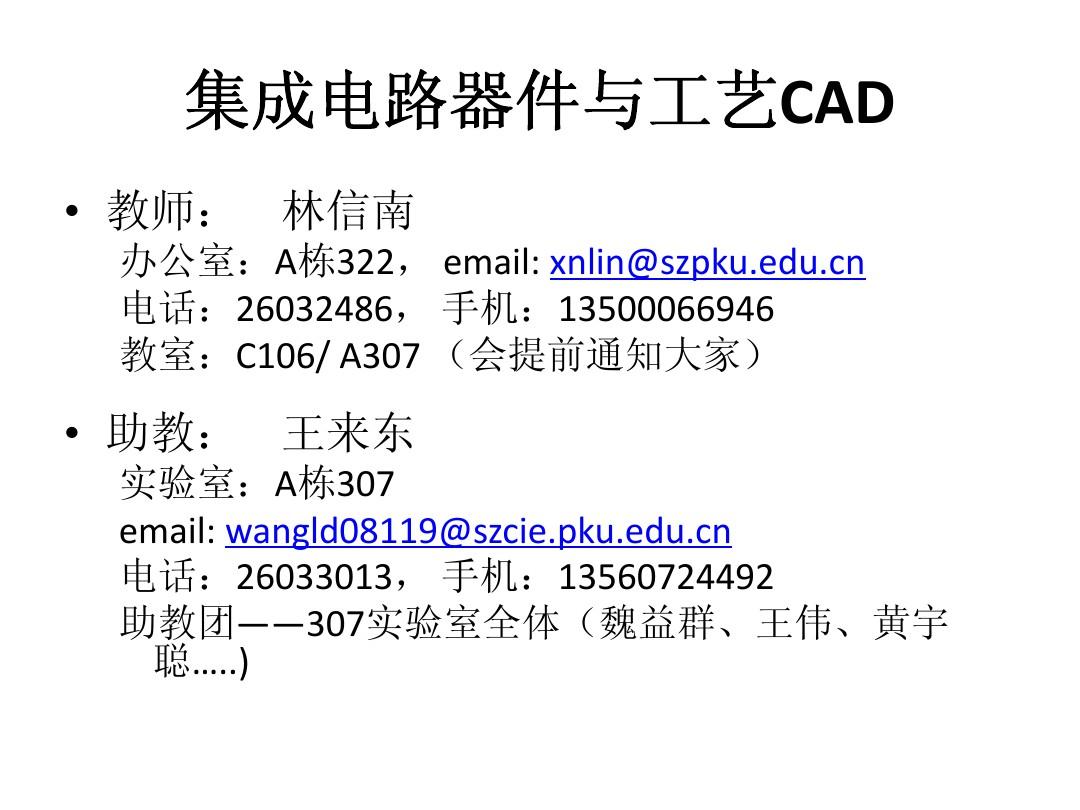 集成电路器件与工艺CAD
• 教师： 林信南
办公室：A栋322， email: xnlin@szpku.edu.cn
电话：26032486， 手机：13500066946
教室：C106/ A307 （会提前通知大家）
• 助教： 王来东
实验室：A栋307
email: wangld08119@szcie.pku.edu.cn
电话：26033013， 手机：13560724492
助教团——307实验室全体（魏益群、王伟、黄宇
聪…..)